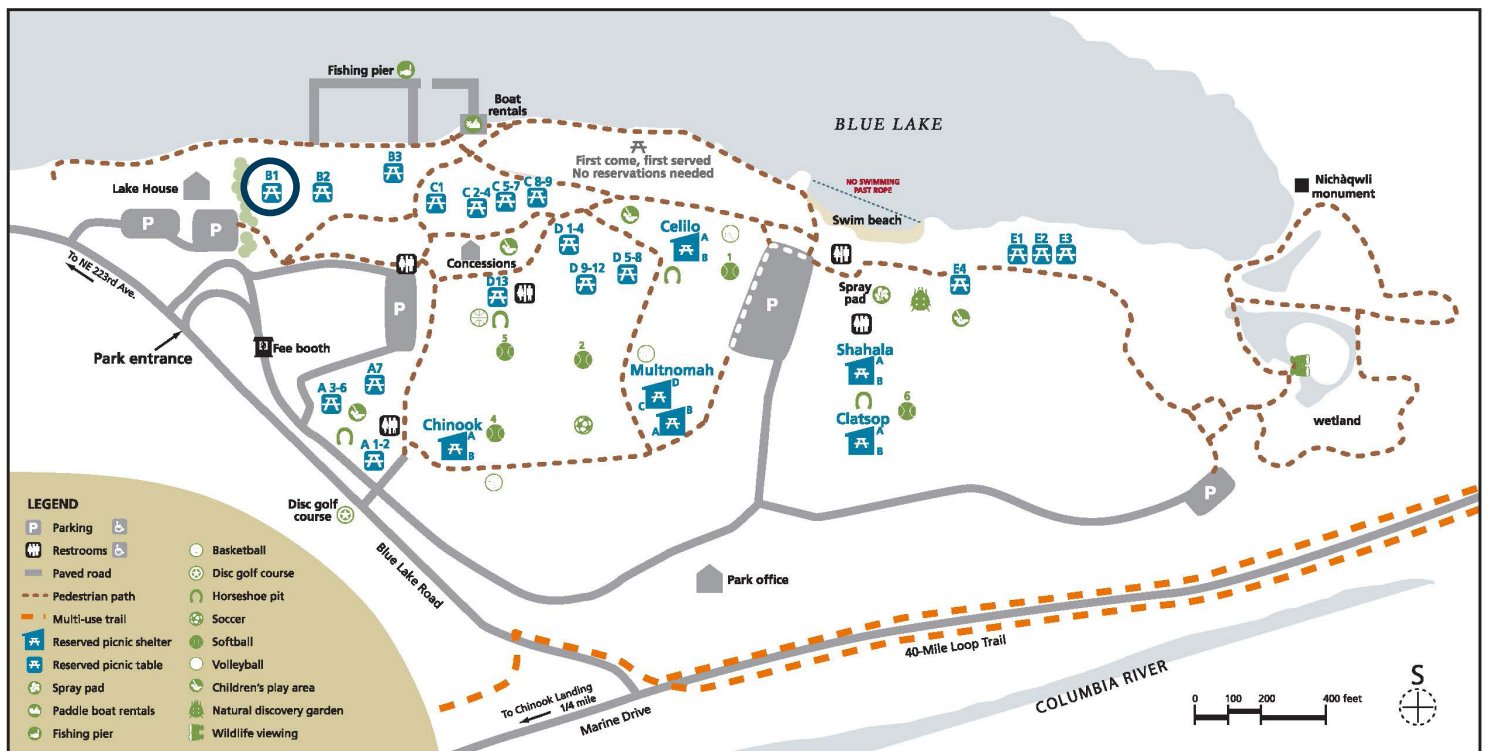 Fishing pier
Boat
rentals
BLUE LAKE
First come, first served
No reservations needed
NO SWIMMING
PAST ROPE
Swim beach
Nichàqwli
monument
Lake House
B1
B2
B3
C1
C 2-4
C 5-7
C 8-9
P
P
To NE 223rd Ave.
Park entrance
Fee booth
P
Concessions
D 1-4
D 5-8
D 9-12
D13
Celilo
A
B
1
P
Spray
pad
E1
E2
E3
E4
5
2
Shahala
A
B
6
Clatsop
A
B
Multnomah
D
C
B
A
A7
A 3-6
A 1-2
Chinook
A
B
4
wetland
P
Disc golf
course
Blue Lake Road
Park office
40-Mile Loop Trail
COLUMBIA RIVER
To Chinook Landing
1/4 mile
Marine Drive
LEGEND
P Parking
Restrooms
Paved road
Pedestrian path
Multi-use trail
Reserved picnic shelter
Reserved picnic table
Spray pad
Paddle boat rentals
Fishing pier
Basketball
Disc golf course
Horseshoe pit
Soccer
Softball
Volleyball
Children's play area
Natural discovery garden
Wildlife viewing
0 100 200 400 feet
S